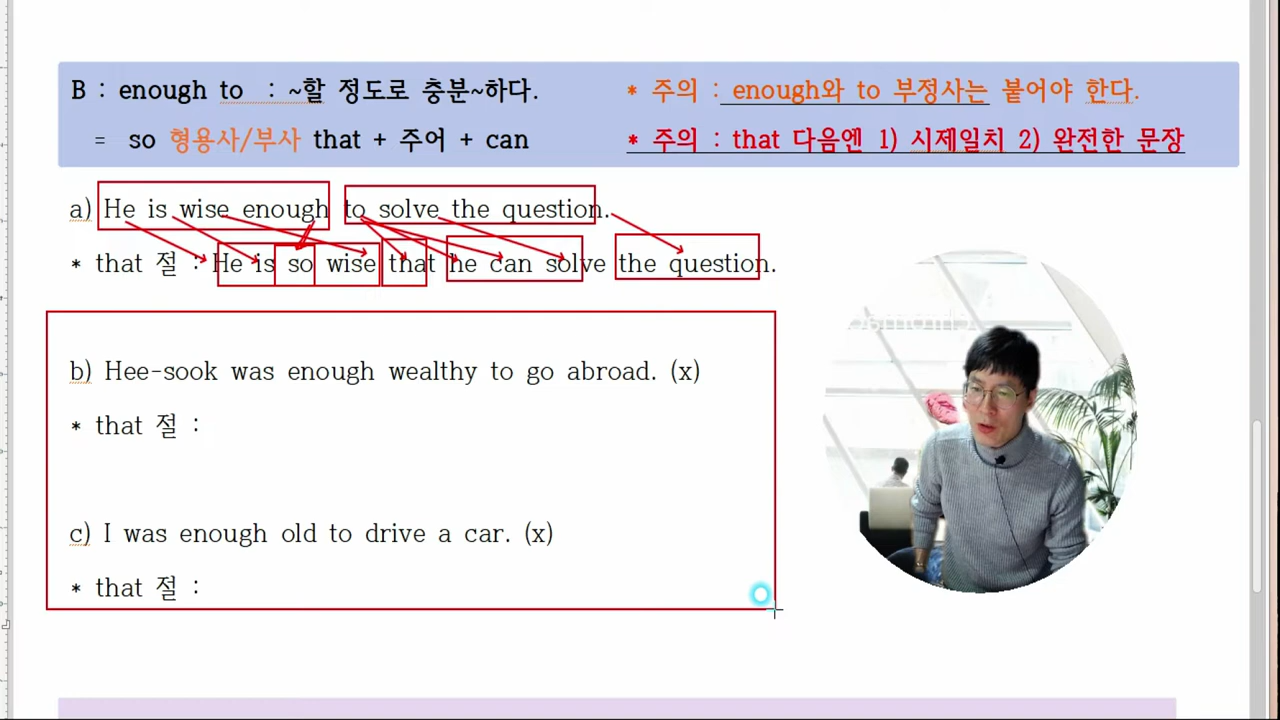 B : enough to : ~할 정도로 충분~하다. * 주의 : enough와 to 부정사는 붙어야 한다.
= so 형용사/부사 that + 주어 + can * 주의 : that 다음엔 1) 시제일치 2) 완전한 문장
a) He is wise enough to solve the question.
* that 절 : He is so wise that he can solve the question.
b) Hee-sook was enough wealthy to go abroad. (x)
* that 절 :
c) I was enough old to drive a car. (x)
* that 절 :